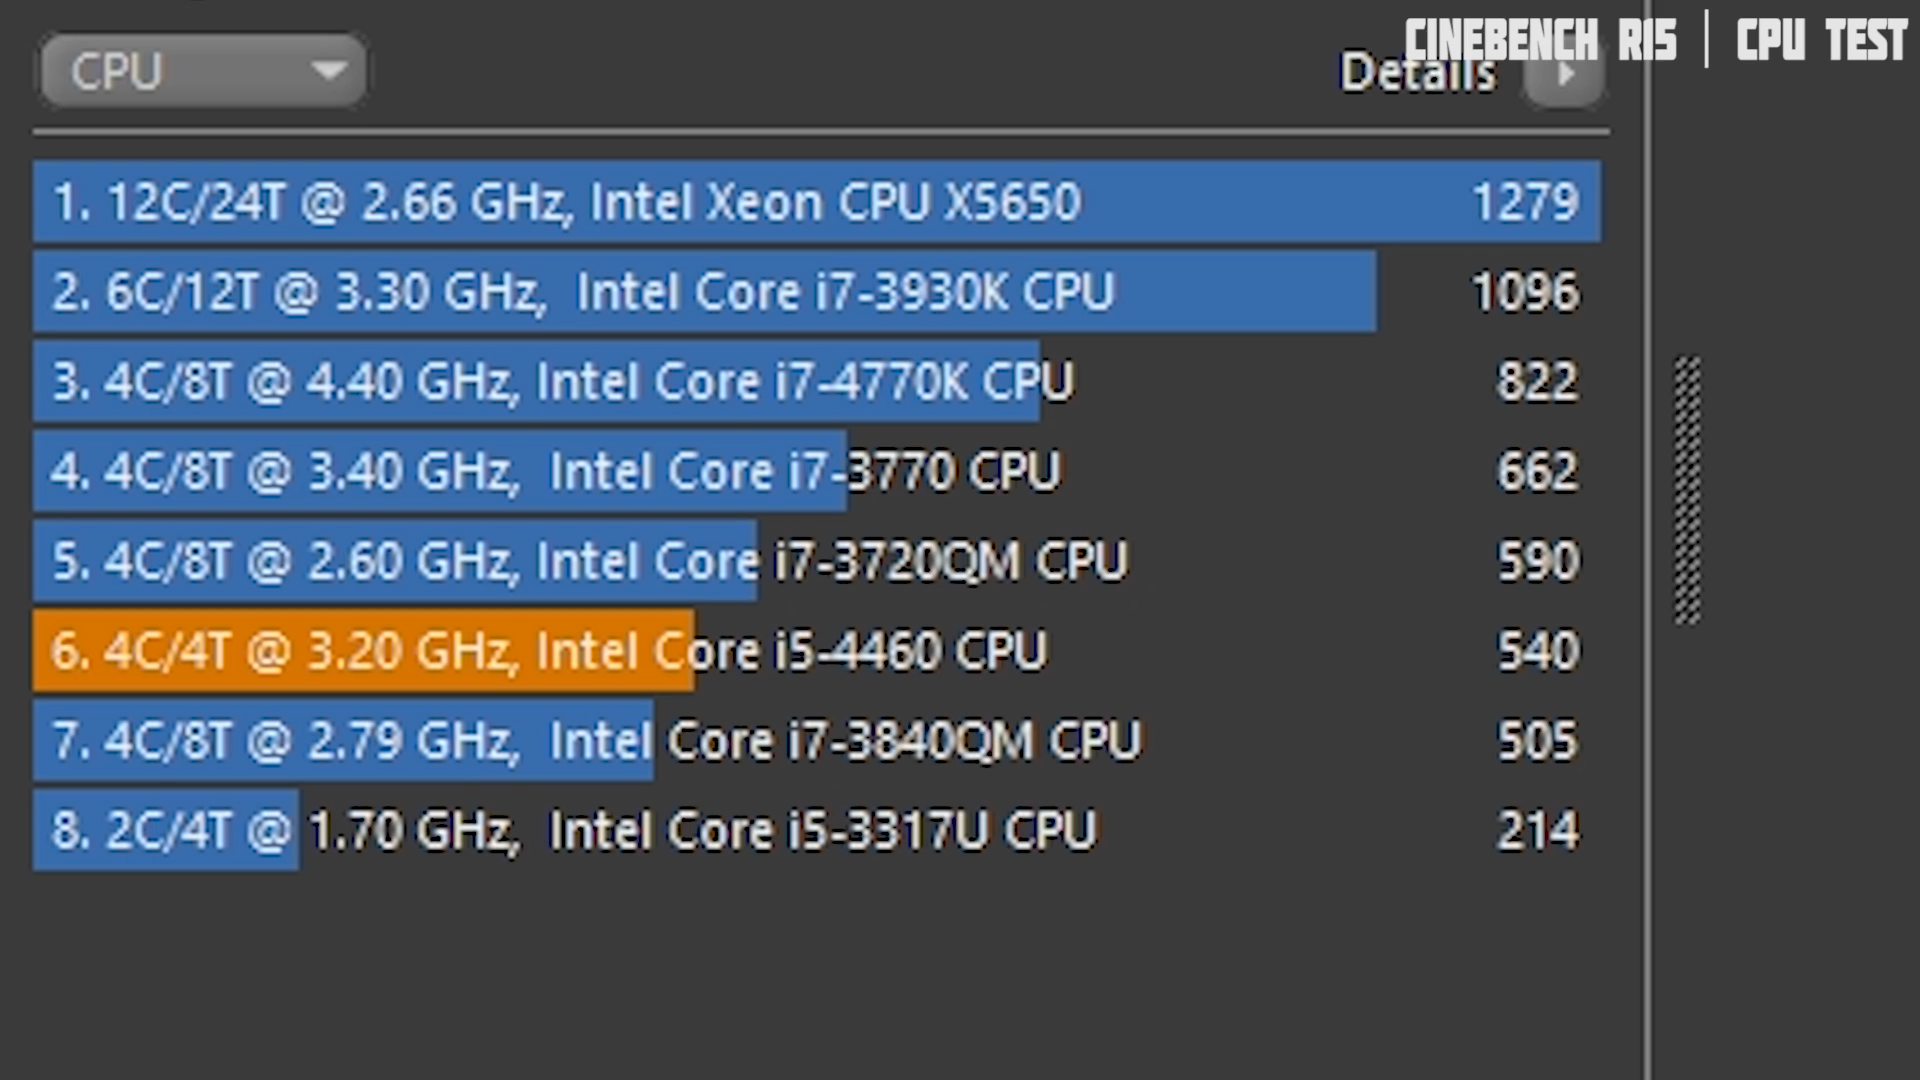 CINEBENCH R15 | CPU TEST
CPU
Details
1. 12C/24T @ 2.66 GHz, Intel Xeon CPU X5650 1279
2. 6C/12T @ 3.30 GHz,  Intel Core i7-3930K CPU 1096
3. 4C/8T @ 4.40 GHz, Intel Core i7-4770K CPU 822
4. 4C/8T @ 3.40 GHz,  Intel Core i7-3770 CPU 662
5. 4C/8T @ 2.60 GHz, Intel Core i7-3720QM CPU 590
6. 4C/4T @ 3.20 GHz, Intel Core i5-4460 CPU 540
7. 4C/8T @ 2.79 GHz,  Intel Core i7-3840QM CPU 505
8. 2C/4T @ 1.70 GHz,  Intel Core i5-3317U CPU 214